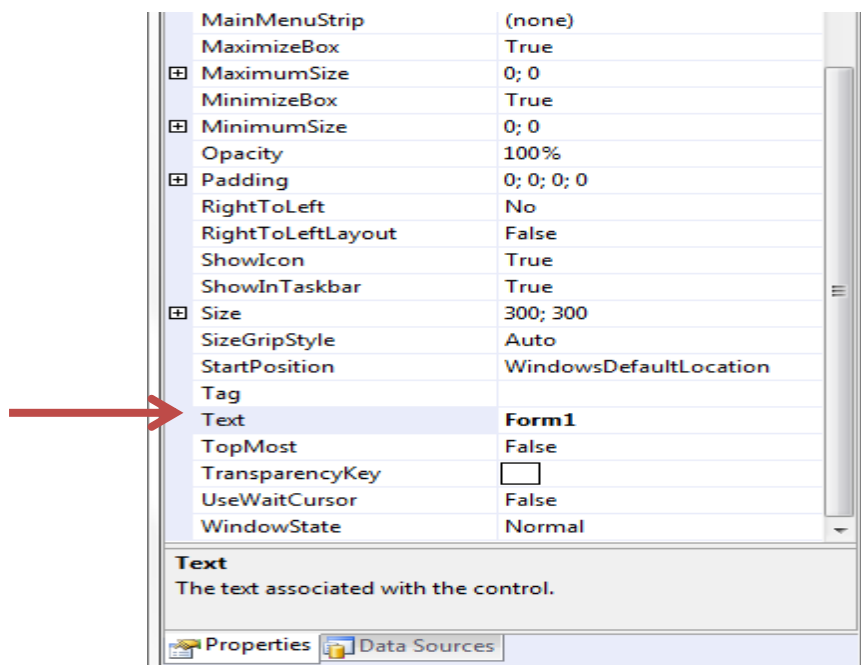 MainMenuStrip (none)
MaximizeBox True
MaximumSize 0; 0
MinimizeBox True
MinimumSize 0; 0
Opacity 100%
Padding 0; 0; 0; 0
RightToLeft No
RightToLeftLayout False
ShowIcon True
ShowInTaskbar True
Size 300; 300
SizeGripStyle Auto
StartPosition WindowsDefaultLocation
Tag
Text Form1
TopMost False
TransparencyKey
UseWaitCursor False
WindowState Normal
Text
The text associated with the control.
Properties Data Sources